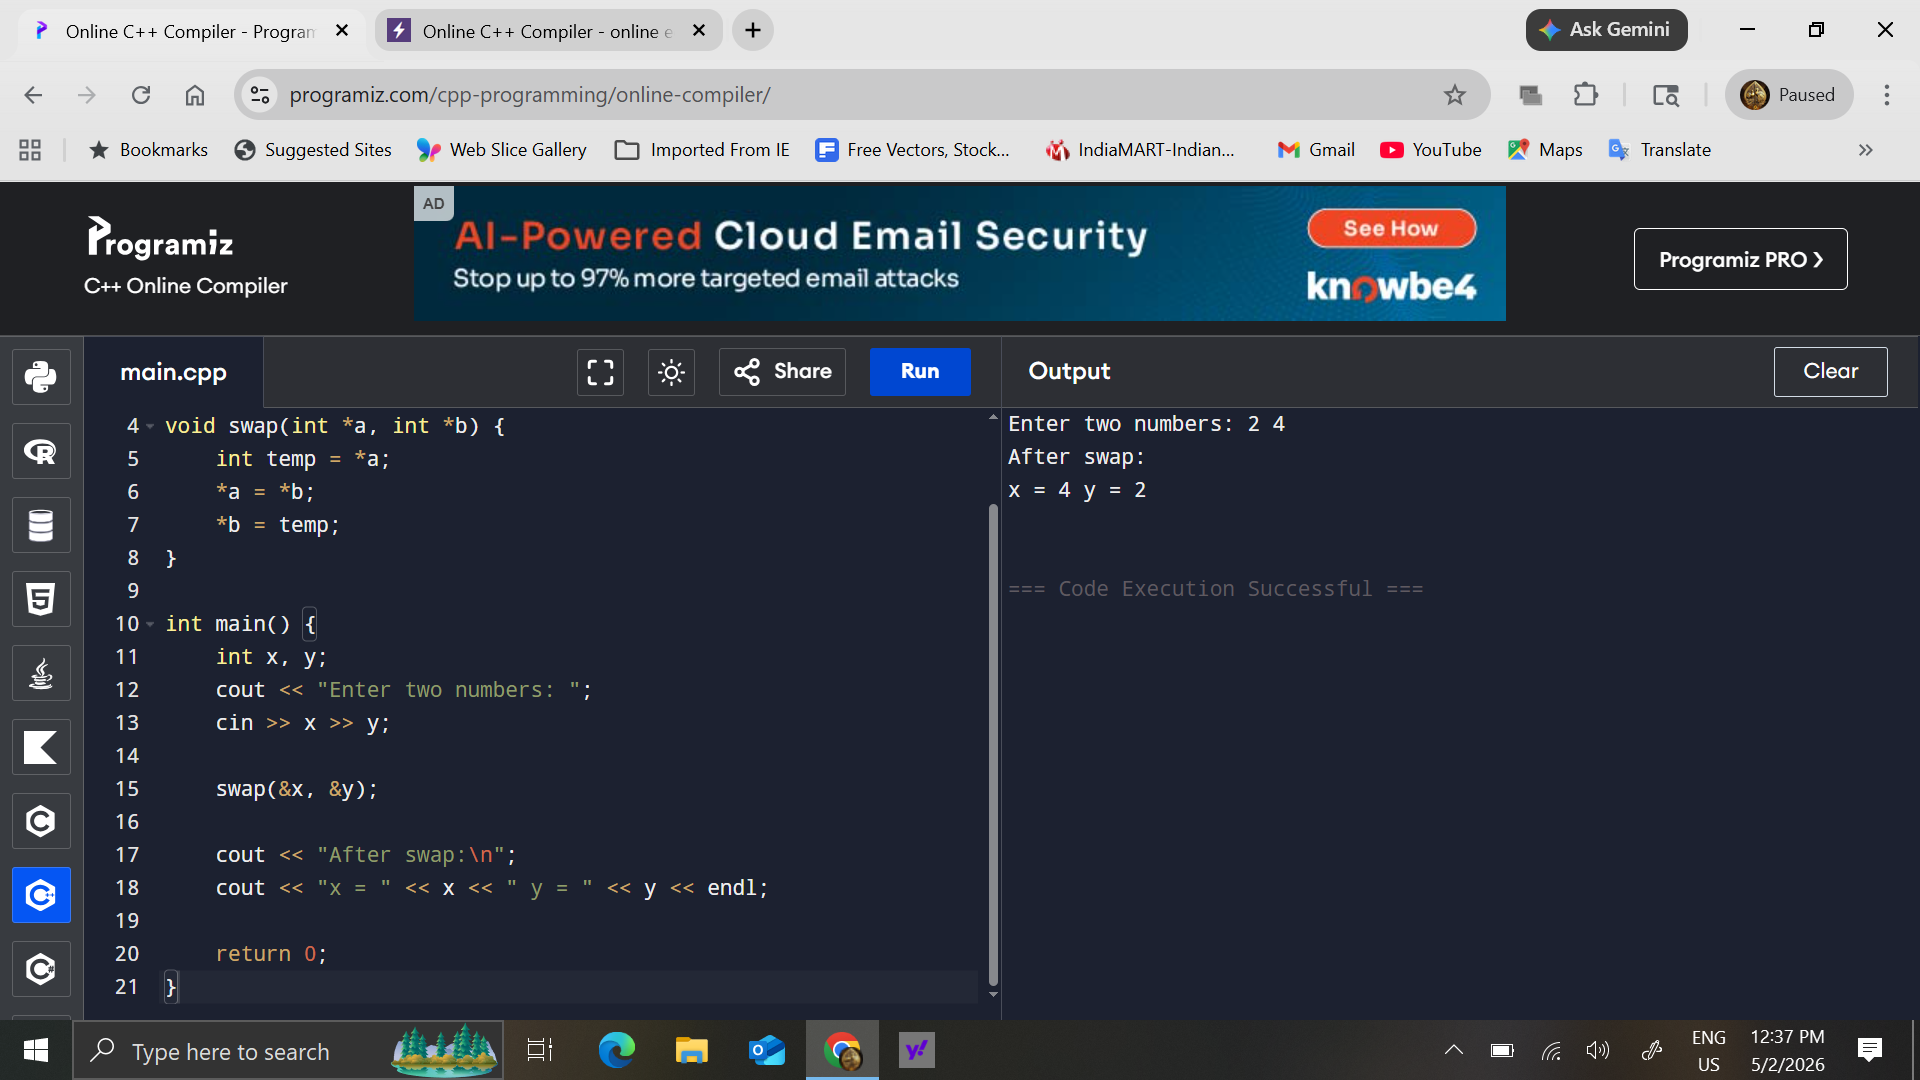 Online C++ Compiler - Program
Online C++ Compiler - online e
Ask Gemini
programiz.com/cpp-programming/online-compiler/
Paused
Bookmarks
Suggested Sites
Web Slice Gallery
Imported From IE
Free Vectors, Stock...
IndiaMART-Indian...
Gmail
YouTube
Maps
Translate
Programiz
C++ Online Compiler
AD
AI-Powered Cloud Email Security
Stop up to 97% more targeted email attacks
See How
knowbe4
Programiz PRO
main.cpp
Share
Run
Output
Clear
4 void swap(int *a, int *b) {
5 int temp = *a;
6 *a = *b;
7 *b = temp;
8 }
9
10 int main() {
11 int x, y;
12 cout << "Enter two numbers: ";
13 cin >> x >> y;
14
15 swap(&x, &y);
16
17 cout << "After swap:\n";
18 cout << "x = " << x << " y = " << y << endl;
19
20 return 0;
21 }
Enter two numbers: 2 4
After swap:
x = 4 y = 2
=== Code Execution Successful ===
Type here to search
ENG
US
12:37 PM
5/2/2026